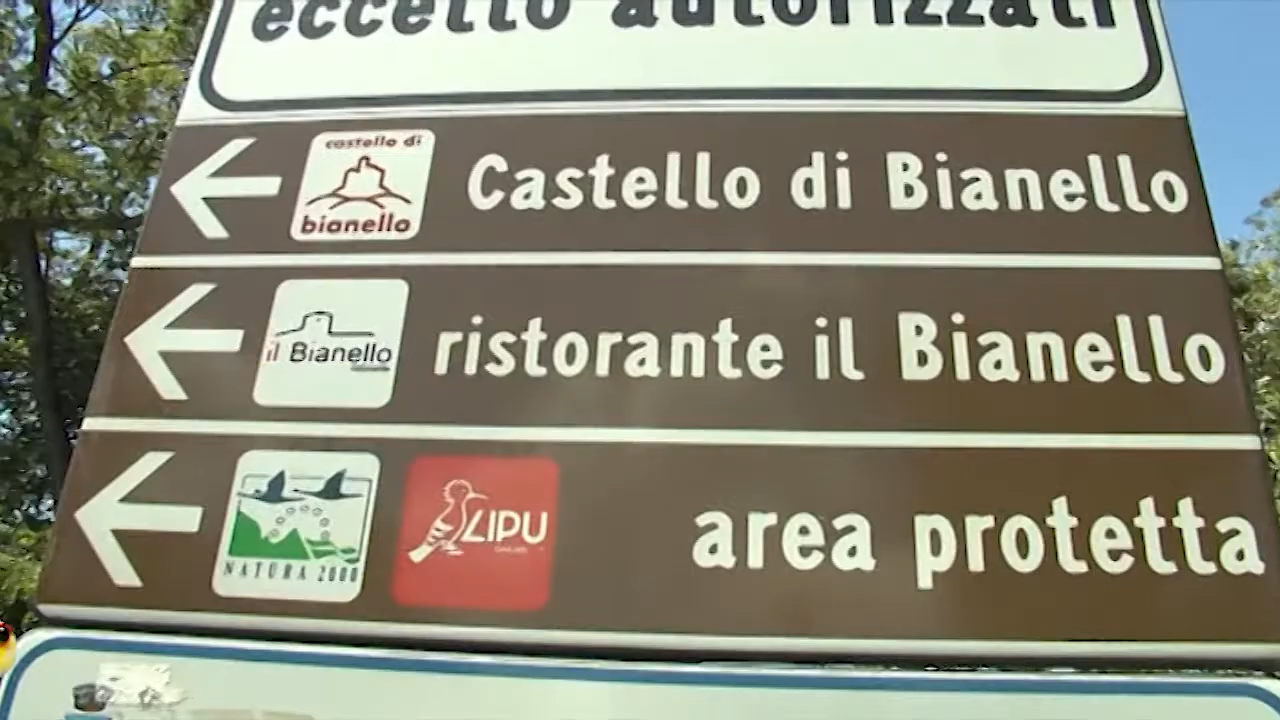 eccetto autorizzati
castello di
bianello
Castello di Bianello
il Bianello
ristorante il Bianello
NATURA 2000
LIPU
area protetta